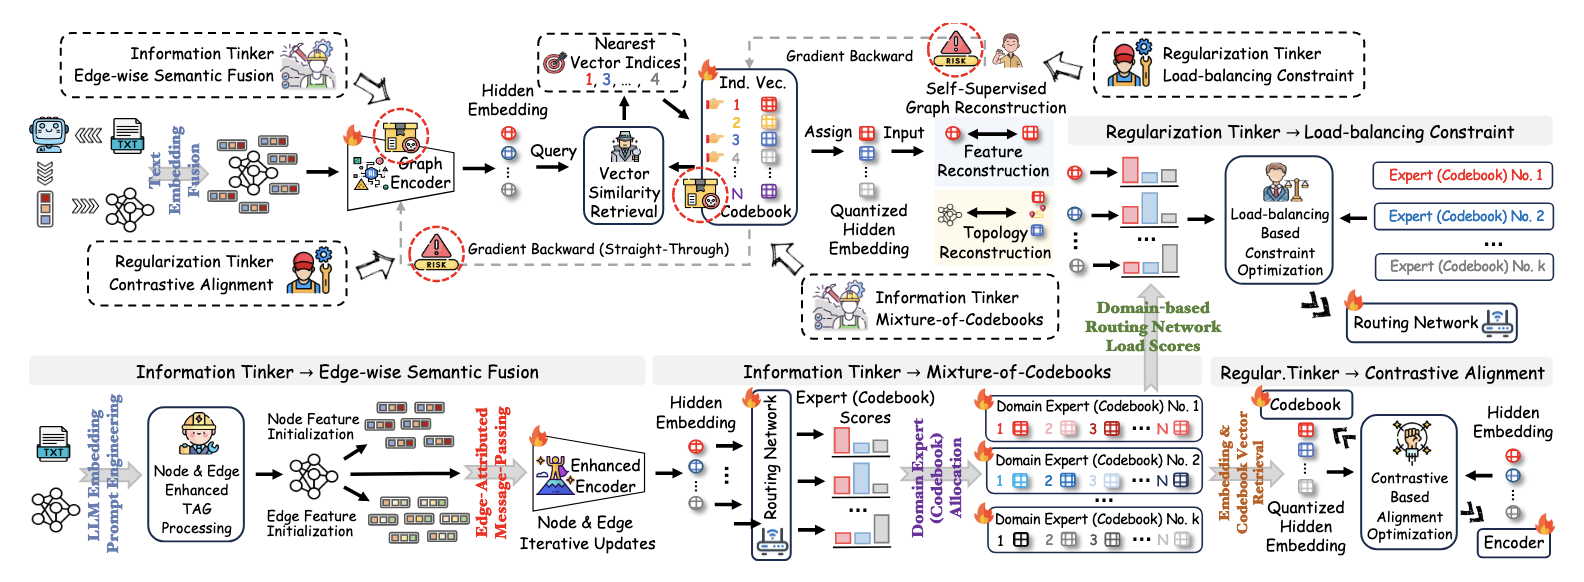 Information Tinker
Edge-wise Semantic Fusion
TXT
Text
Embedding
Fusion
Graph
Encoder
Regularization Tinker
Contrastive Alignment
Hidden
Embedding
Query
Nearest
Vector Indices
1, 3, ... , 4
Vector
Similarity
Retrieval
RISK
Gradient Backward (Straight-Through)
Ind. Vec.
1
2
3
4
N
Codebook
Gradient Backward
RISK
Self-Supervised
Graph Reconstruction
Regularization Tinker
Load-balancing Constraint
Assign
Input
Quantized
Hidden
Embedding
Feature
Reconstruction
Topology
Reconstruction
Information Tinker
Mixture-of-Codebooks
Regularization Tinker → Load-balancing Constraint
Load-balancing
Based
Constraint
Optimization
Expert (Codebook) No. 1
Expert (Codebook) No. 2
...
Expert (Codebook) No. k
Routing Network
Domain-based
Routing Network
Load Scores
Information Tinker → Edge-wise Semantic Fusion
TXT
LLM Embedding
Prompt Engineering
Node & Edge
Enhanced
TAG
Processing
Node Feature
Initialization
Edge Feature
Initialization
Edge-Attributed
Message-Passing
Enhanced
Encoder
Node & Edge
Iterative Updates
Information Tinker → Mixture-of-Codebooks
Hidden
Embedding
Routing Network
Expert (Codebook)
Scores
Domain Expert
(Codebook)
Allocation
Domain Expert (Codebook) No. 1
1 2 3 ... N
Domain Expert (Codebook) No. 2
1 2 3 ... N
...
Domain Expert (Codebook) No. k
1 2 3 ... N
Embedding &
Codebook Vector
Retrieval
Regular.Tinker → Contrastive Alignment
Codebook
Quantized
Hidden
Embedding
Contrastive
Based
Alignment
Optimization
Hidden
Embedding
Encoder